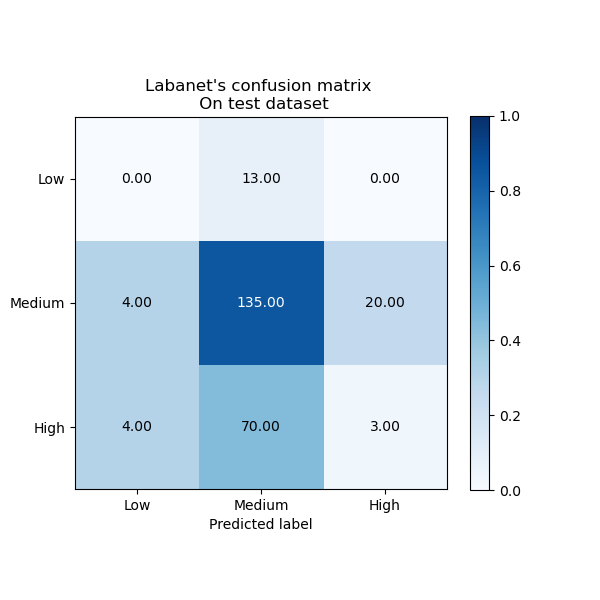 Labanet's confusion matrix
On test dataset
1.0
Low 0.00 13.00 0.00
0.8
0.6
Medium 4.00 135.00 20.00
0.4
High 4.00 70.00 3.00
0.2
0.0
Low Medium High
Predicted label